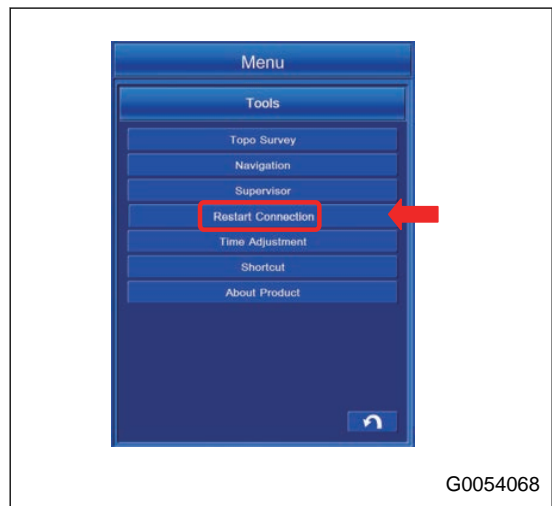 Menu
Tools
Topo Survey
Navigation
Supervisor
Restart Connection
Time Adjustment
Shortcut
About Product
G0054068